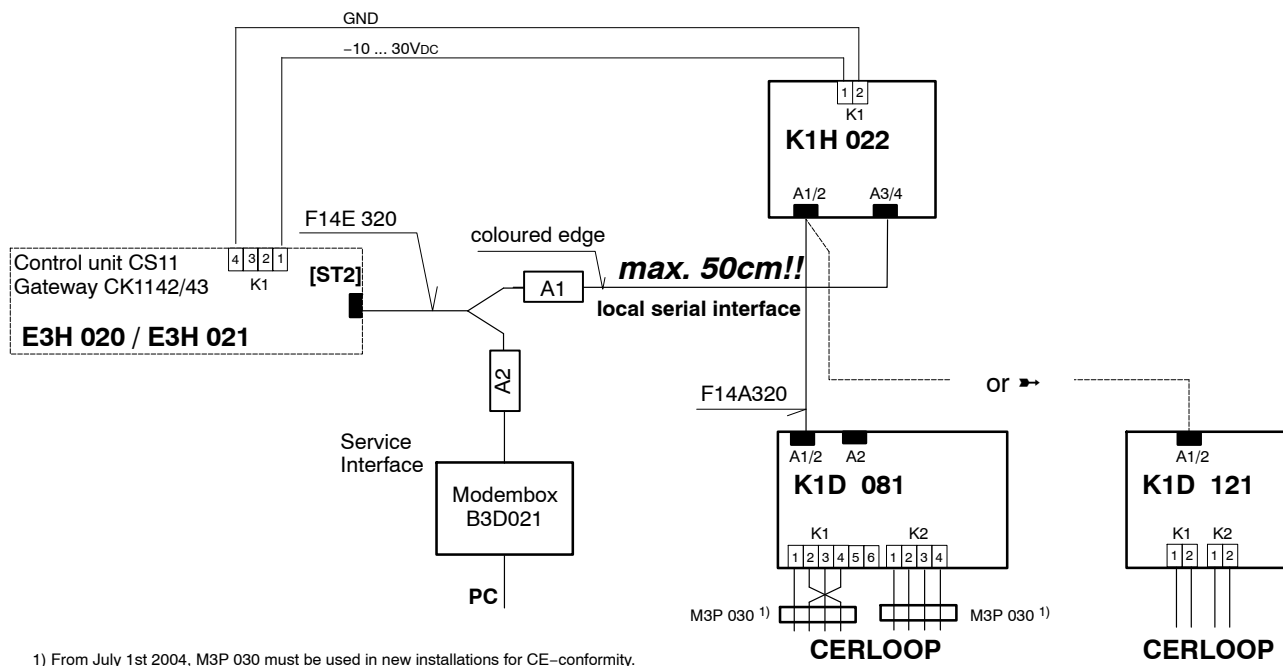 GND
−10 ... 30VDC
1 2
K1
K1H 022
A1/2 A3/4
F14E 320
coloured edge
max. 50cm!!
local serial interface
Control unit CS11
Gateway CK1142/43
4 3 2 1
K1
[ST2]
E3H 020 / E3H 021
A1
A2
or
F14A320
Service
Interface
Modembox
B3D021
PC
A1/2 A2
K1D 081
K1 K2
1 2 3 4 5 6 1 2 3 4
M3P 030 1) M3P 030 1)
CERLOOP
A1/2
K1D 121
K1 K2
1 2 1 2
CERLOOP
1) From July 1st 2004, M3P 030 must be used in new installations for CE−conformity.